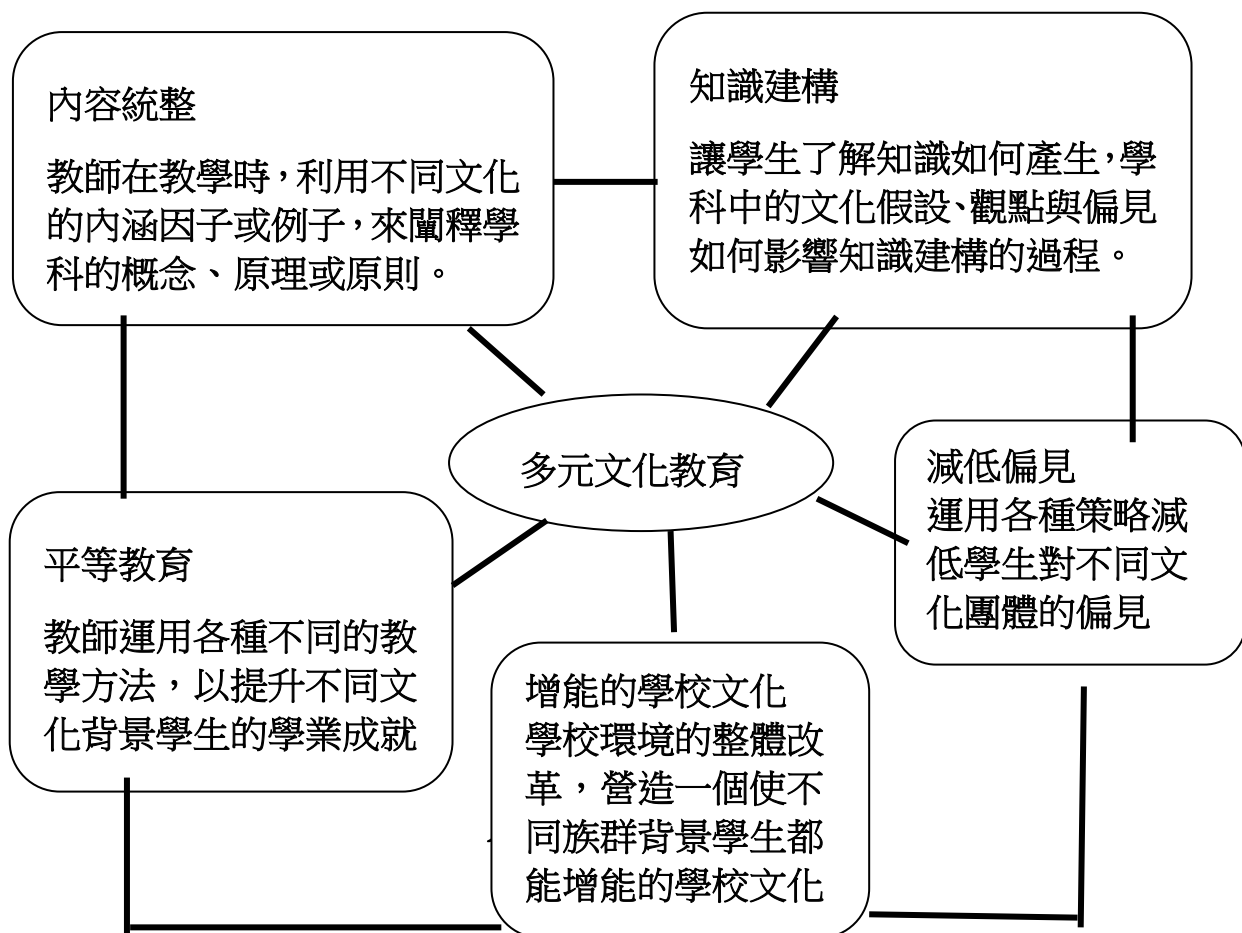 內容統整
教師在教學時，利用不同文化
的內涵因子或例子，來闡釋學
科的概念、原理或原則。
知識建構
讓學生了解知識如何產生，學
科中的文化假設、觀點與偏見
如何影響知識建構的過程。
多元文化教育
減低偏見
運用各種策略減
低學生對不同文
化團體的偏見
平等教育
教師運用各種不同的教
學方法，以提升不同文
化背景學生的學業成就
增能的學校文化
學校環境的整體改
革，營造一個使不
同族群背景學生都
能增能的學校文化